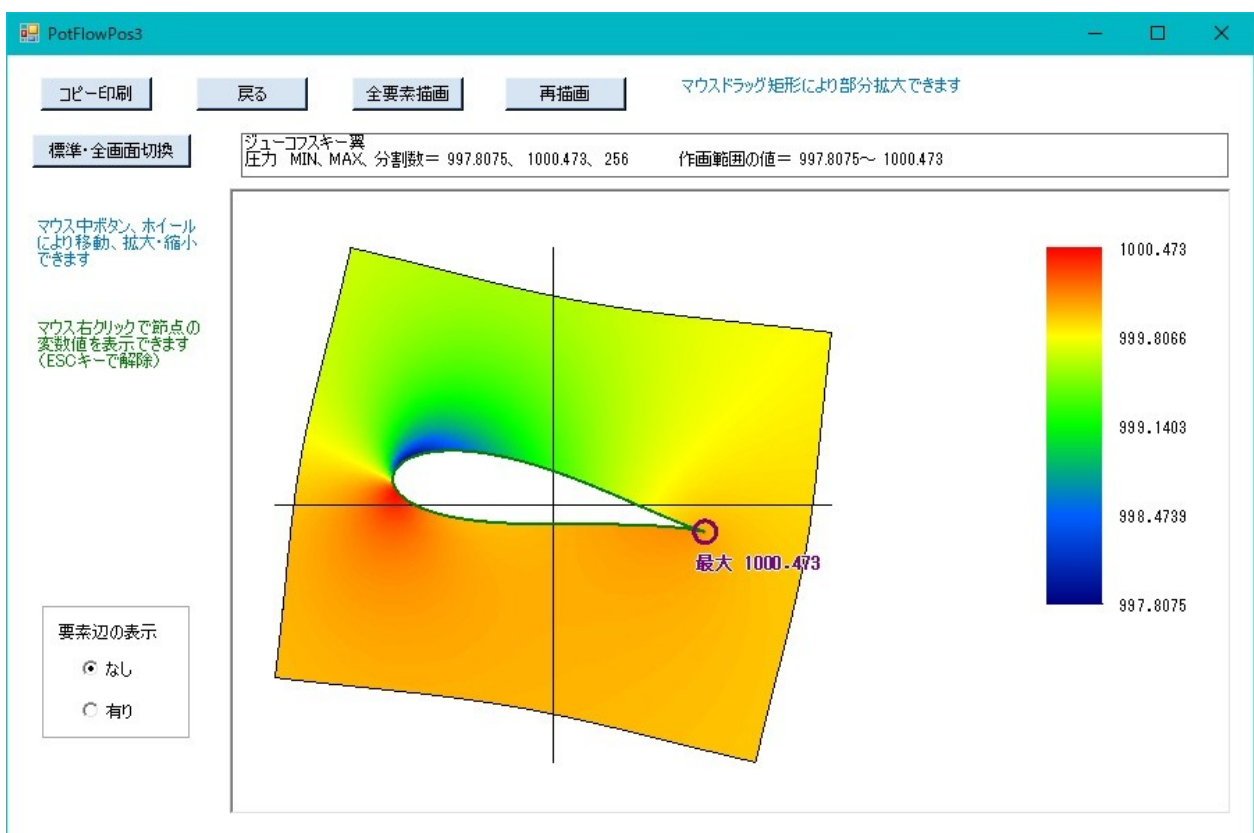 PotFlowPos3
コピー印刷
戻る
全要素描画
再描画
マウスドラッグ矩形により部分拡大できます
標準・全画面切換
ジューコフスキー翼
圧力 MIN、MAX、分割数＝ 997.8075、 1000.473、 256 作画範囲の値＝ 997.8075～ 1000.473
マウス中ボタン、ホイール
により移動、拡大・縮小
できます
マウス右クリックで節点の
変数値を表示できます
（ESCキーで解除）
1000.473
999.8066
999.1403
998.4739
997.8075
最大 1000.473
要素辺の表示
なし
有り